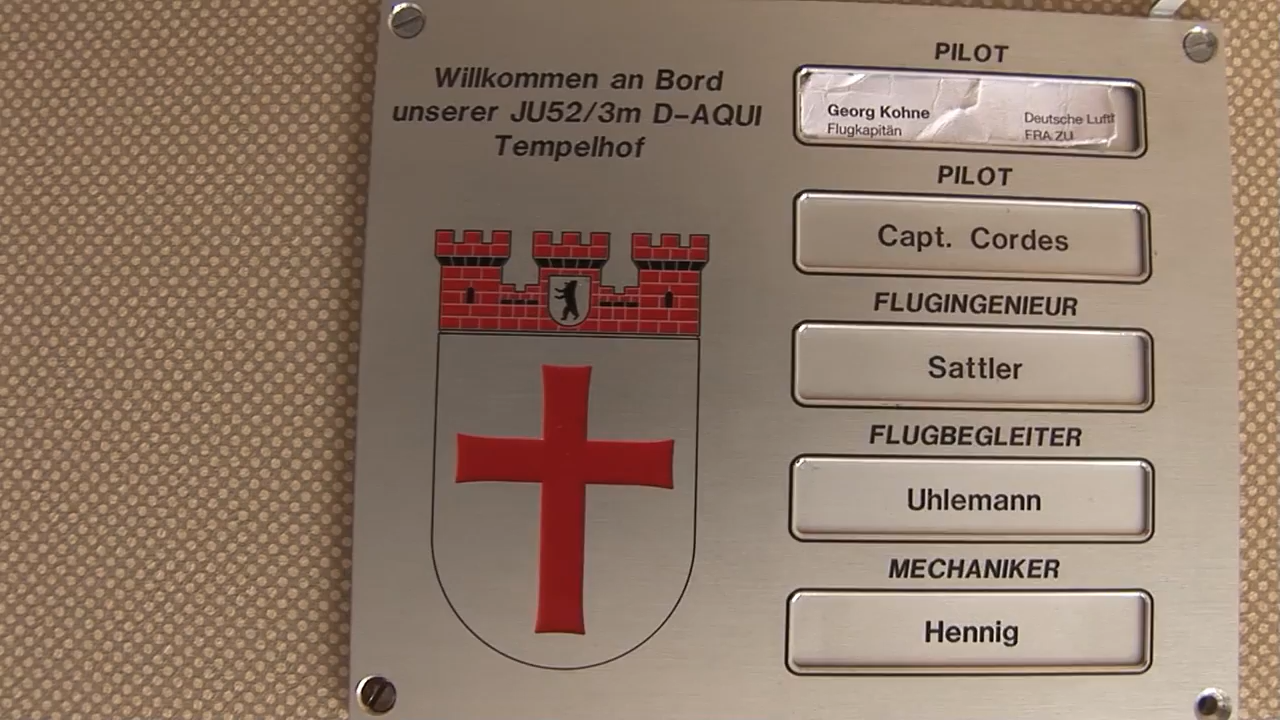 Willkommen an Bord
unserer JU52/3m D-AQUI
Tempelhof
PILOT
Georg Kohne
Flugkapitän
Deutsche Luft
FRA ZU
PILOT
Capt. Cordes
FLUGINGENIEUR
Sattler
FLUGBEGLEITER
Uhlemann
MECHANIKER
Hennig